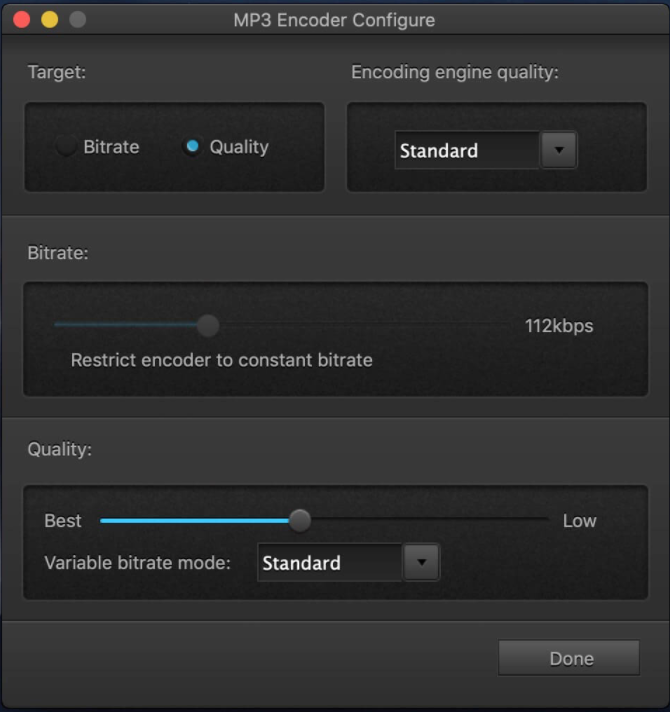 MP3 Encoder Configure
Target:
Encoding engine quality:
Bitrate Quality
Standard
Bitrate:
112kbps
Restrict encoder to constant bitrate
Quality:
Best Low
Variable bitrate mode: Standard
Done